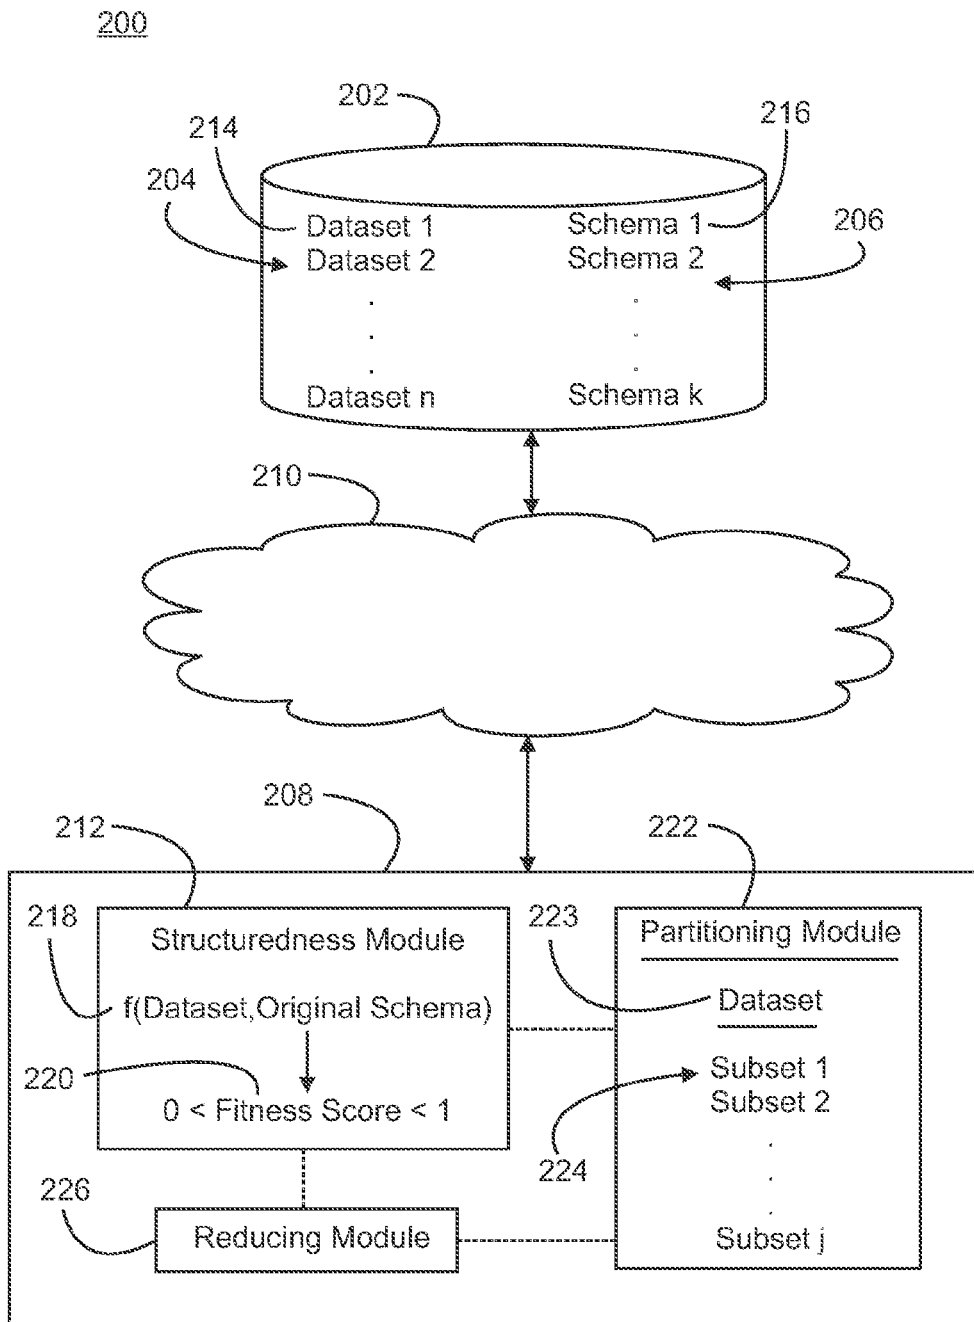 200
202
214
216
204
206
Dataset 1
Schema 1
Dataset 2
Schema 2
.
.
.
.
.
.
Dataset n
Schema k
210
208
212
222
218
Structuredness Module
223
Partitioning Module
f(Dataset,Original Schema)
Dataset
220
0 < Fitness Score < 1
Subset 1
Subset 2
224
.
.
.
226
Reducing Module
Subset j